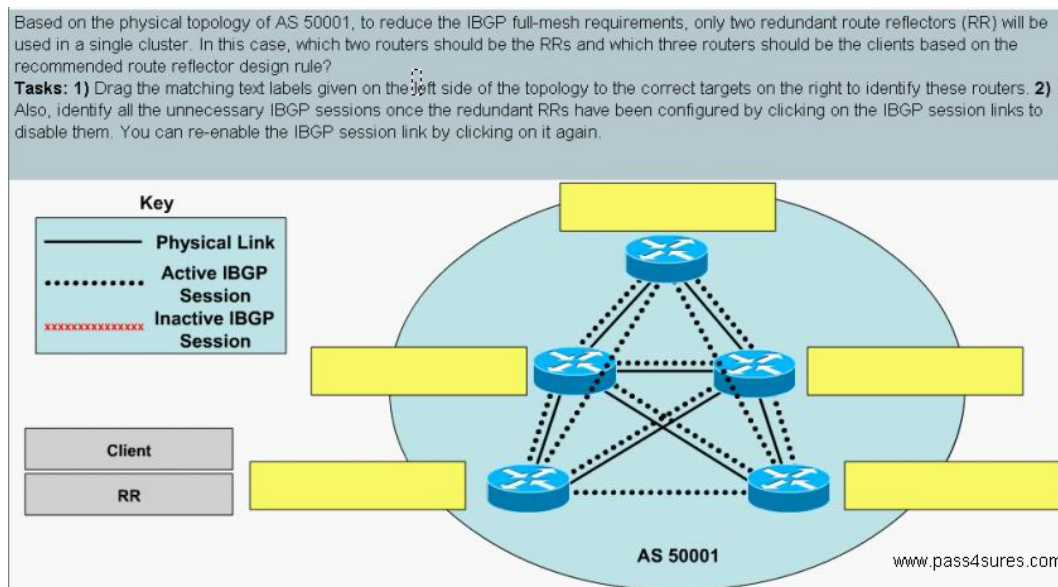 Based on the physical topology of AS 50001, to reduce the IBGP full-mesh requirements, only two redundant route reflectors (RR) will be
used in a single cluster. In this case, which two routers should be the RRs and which three routers should be the clients based on the
recommended route reflector design rule?
Tasks: 1) Drag the matching text labels given on the left side of the topology to the correct targets on the right to identify these routers. 2)
Also, identify all the unnecessary IBGP sessions once the redundant RRs have been configured by clicking on the IBGP session links to
disable them. You can re-enable the IBGP session link by clicking on it again.
Key
Physical Link
Active IBGP
Session
xxxxxxxxxxxxxxx Inactive IBGP
Session
Client
RR
AS 50001
www.pass4sures.com